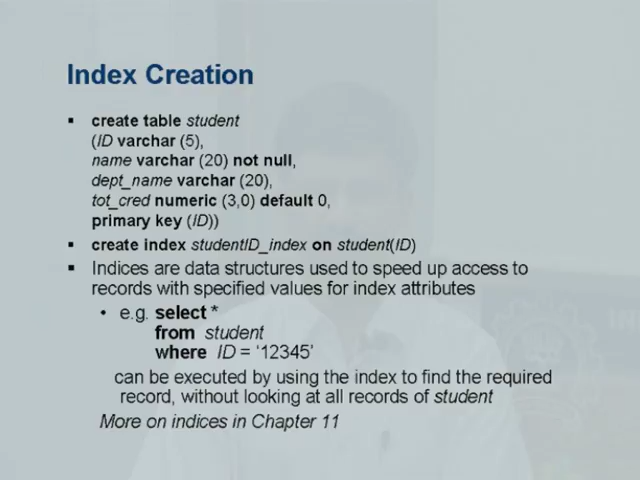 Index Creation
▪ create table student
(ID varchar (5),
name varchar (20) not null,
dept_name varchar (20),
tot_cred numeric (3,0) default 0,
primary key (ID))
▪ create index studentID_index on student(ID)
▪ Indices are data structures used to speed up access to
records with specified values for index attributes
• e.g. select *
from student
where ID = ‘12345’
can be executed by using the index to find the required
record, without looking at all records of student
More on indices in Chapter 11